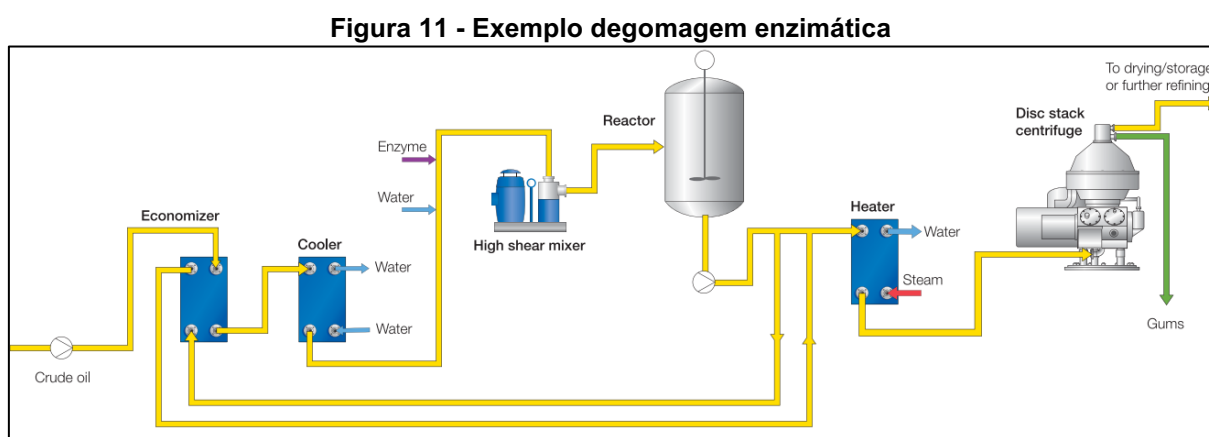 Figura 11 - Exemplo degomagem enzimática
To drying/storage
or further refining
Disc stack
centrifuge
Reactor
Enzyme
Water
Economizer
Cooler
High shear mixer
Heater
Water
Water
Steam
Water
Gums
Crude oil